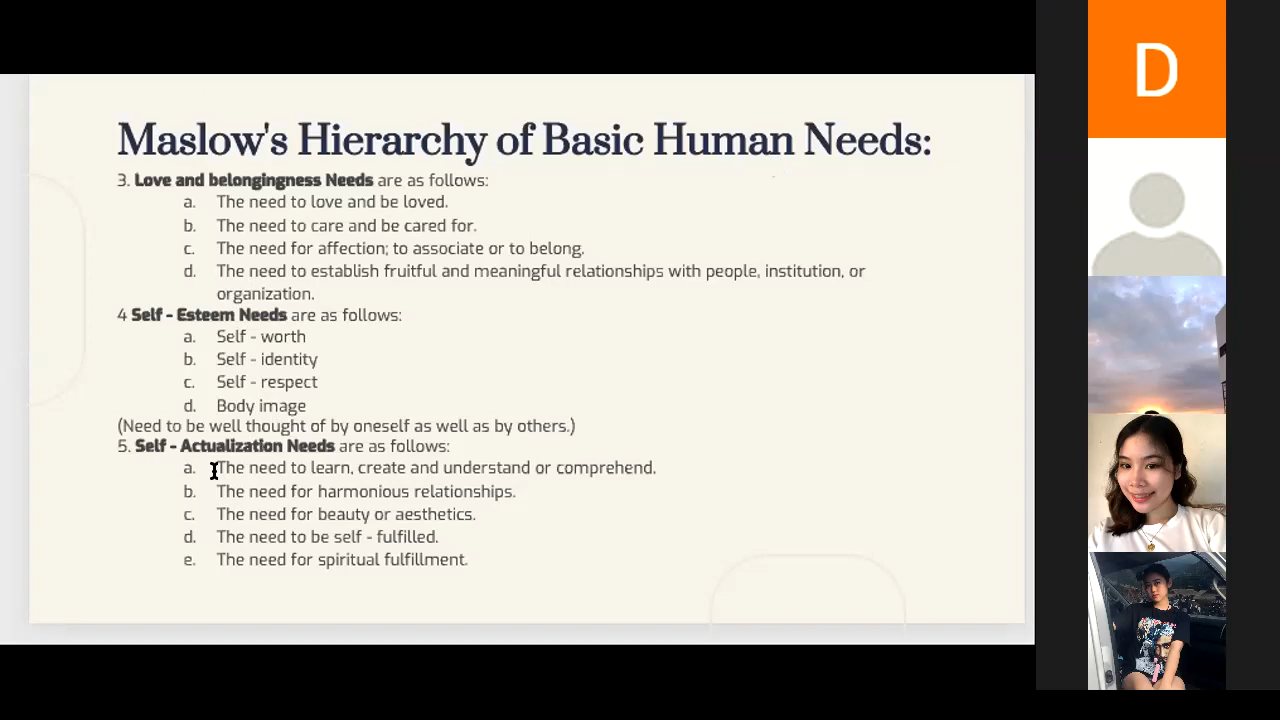 Maslow's Hierarchy of Basic Human Needs:
3. Love and belongingness Needs are as follows:
a. The need to love and be loved.
b. The need to care and be cared for.
c. The need for affection; to associate or to belong.
d. The need to establish fruitful and meaningful relationships with people, institution, or
organization.
4 Self - Esteem Needs are as follows:
a. Self - worth
b. Self - identity
c. Self - respect
d. Body image
(Need to be well thought of by oneself as well as by others.)
5. Self - Actualization Needs are as follows:
a. The need to learn, create and understand or comprehend.
b. The need for harmonious relationships.
c. The need for beauty or aesthetics.
d. The need to be self - fulfilled.
e. The need for spiritual fulfillment.
D